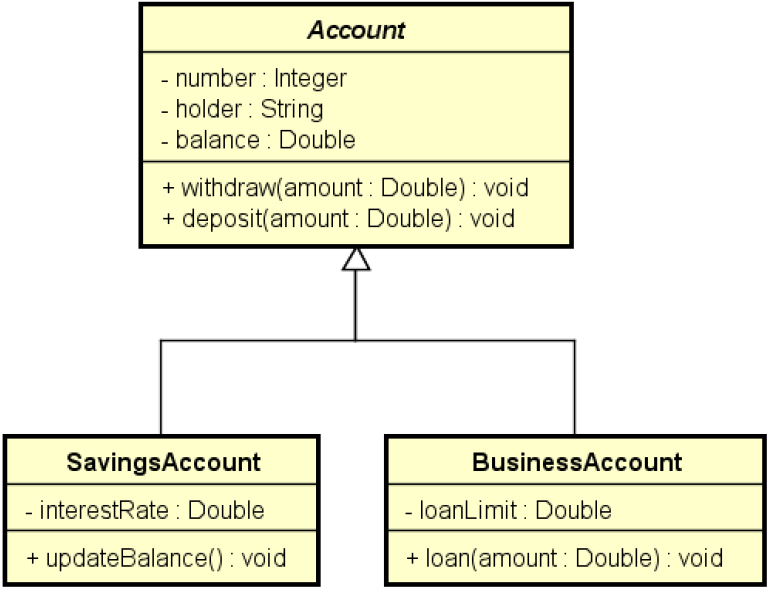 Account
- number : Integer
- holder : String
- balance : Double
+ withdraw(amount : Double) : void
+ deposit(amount : Double) : void
SavingsAccount
- interestRate : Double
+ updateBalance() : void
BusinessAccount
- loanLimit : Double
+ loan(amount : Double) : void